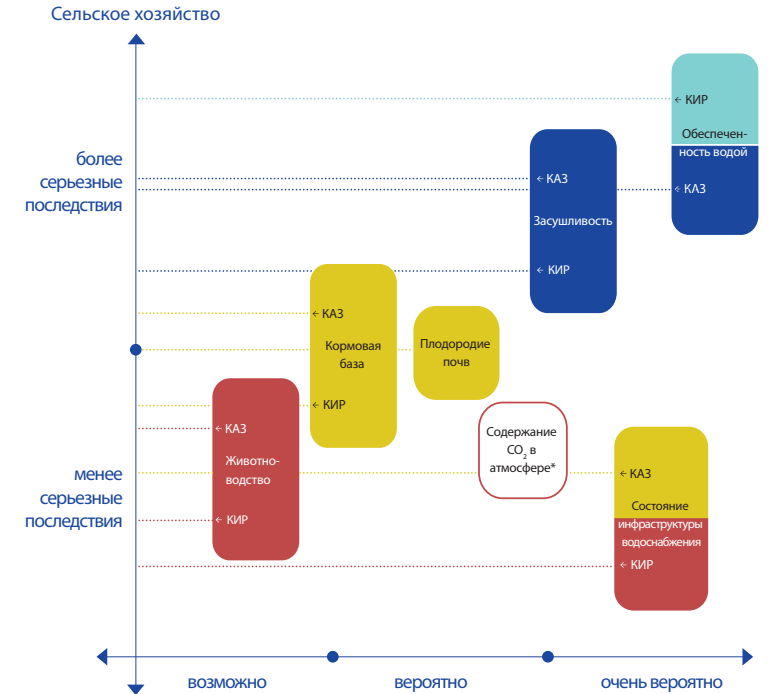 Сельское хозяйство
← КИР
Обеспечен-
ность водой
← КАЗ
более
серьезные
последствия
← КАЗ
Засушливость
← КИР
← КАЗ
Кормовая
база
← КИР
Плодородие
почв
← КАЗ
Животно-
водство
← КИР
Содержание
CO2 в
атмосфере*
менее
серьезные
последствия
← КАЗ
Состояние
инфраструктуры
водоснабжения
← КИР
возможно
вероятно
очень вероятно